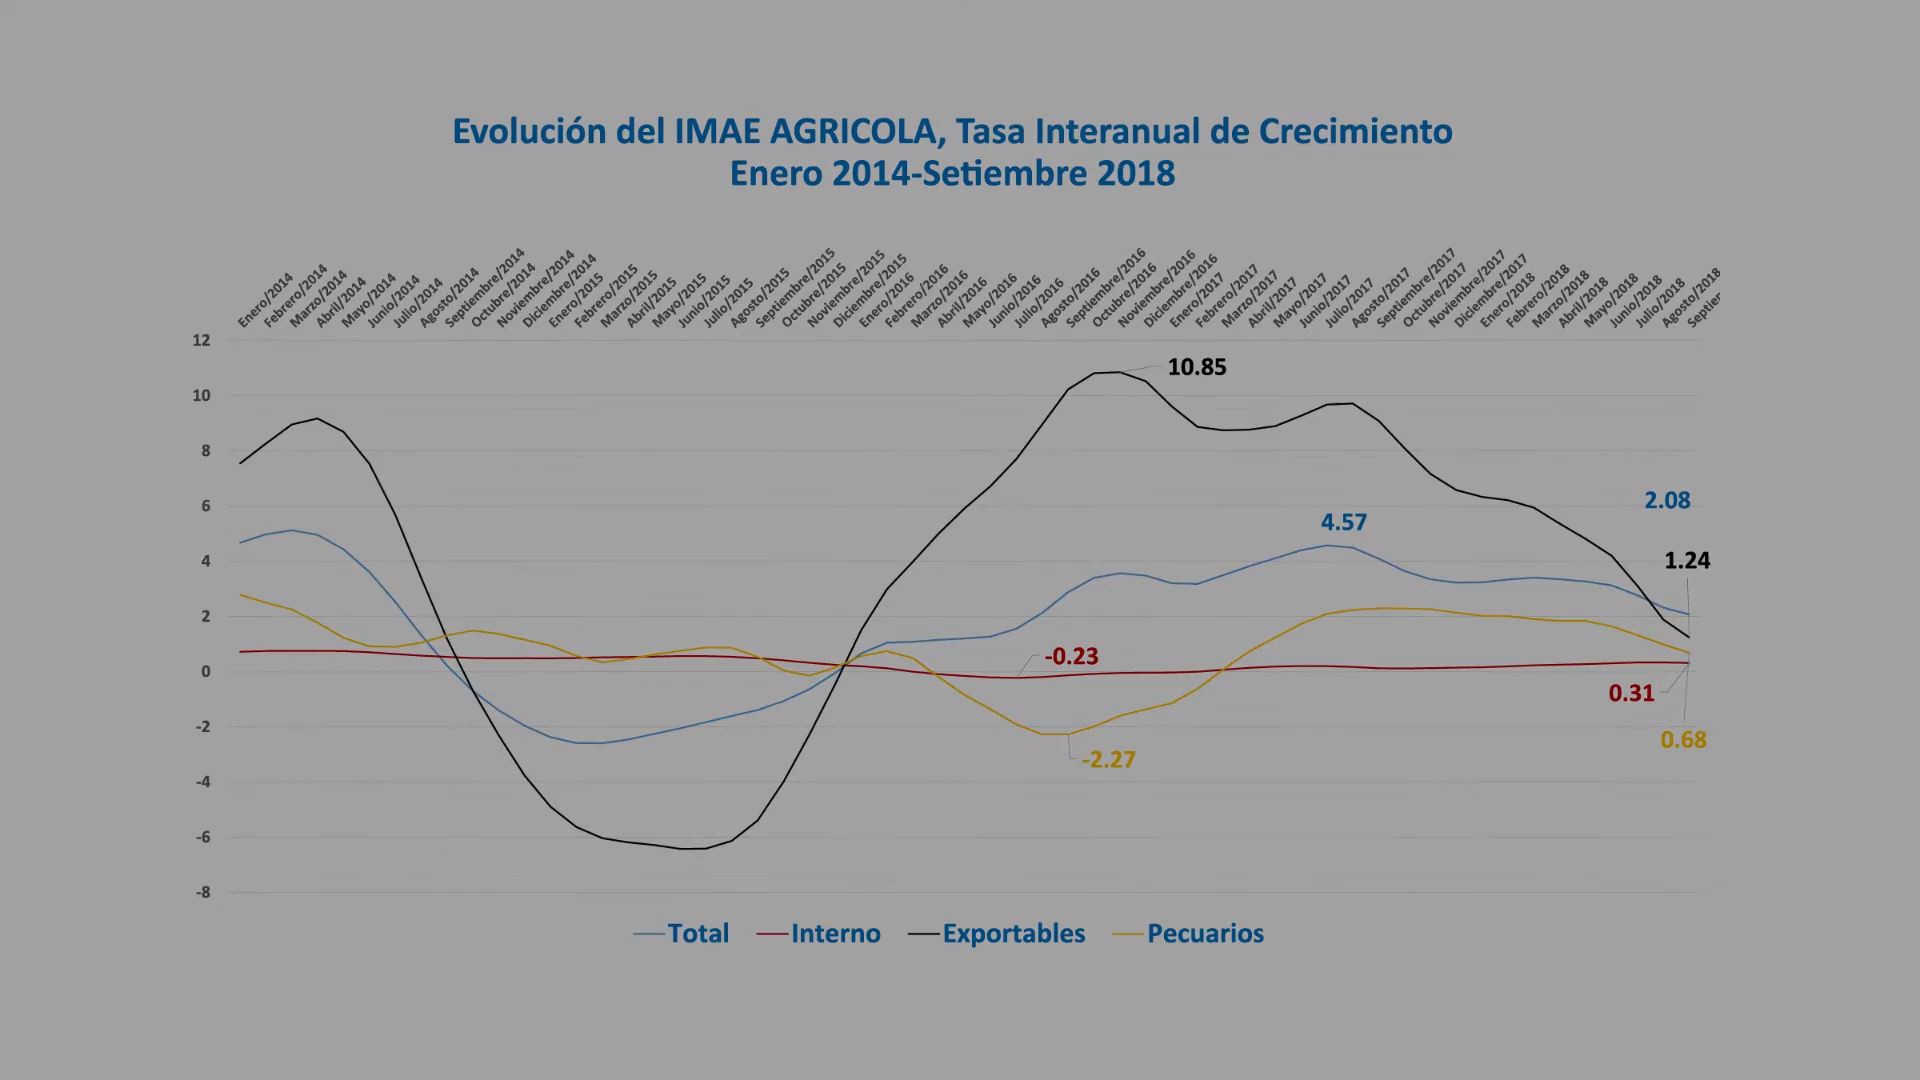 Evolución del IMAE AGRICOLA, Tasa Interanual de Crecimiento
Enero 2014-Setiembre 2018
Enero/2014
Febrero/2014
Marzo/2014
Abril/2014
Mayo/2014
Junio/2014
Julio/2014
Agosto/2014
Septiembre/2014
Octubre/2014
Noviembre/2014
Diciembre/2014
Enero/2015
Febrero/2015
Marzo/2015
Abril/2015
Mayo/2015
Junio/2015
Julio/2015
Agosto/2015
Septiembre/2015
Octubre/2015
Noviembre/2015
Diciembre/2015
Enero/2016
Febrero/2016
Marzo/2016
Abril/2016
Mayo/2016
Junio/2016
Julio/2016
Agosto/2016
Septiembre/2016
Octubre/2016
Noviembre/2016
Diciembre/2016
Enero/2017
Febrero/2017
Marzo/2017
Abril/2017
Mayo/2017
Junio/2017
Julio/2017
Agosto/2017
Septiembre/2017
Octubre/2017
Noviembre/2017
Diciembre/2017
Enero/2018
Febrero/2018
Marzo/2018
Abril/2018
Mayo/2018
Junio/2018
Julio/2018
Agosto/2018
Septier
12
10
8
6
4
2
0
-2
-4
-6
-8
10.85
2.08
4.57
1.24
-0.23
0.31
0.68
-2.27
Total
Interno
Exportables
Pecuarios